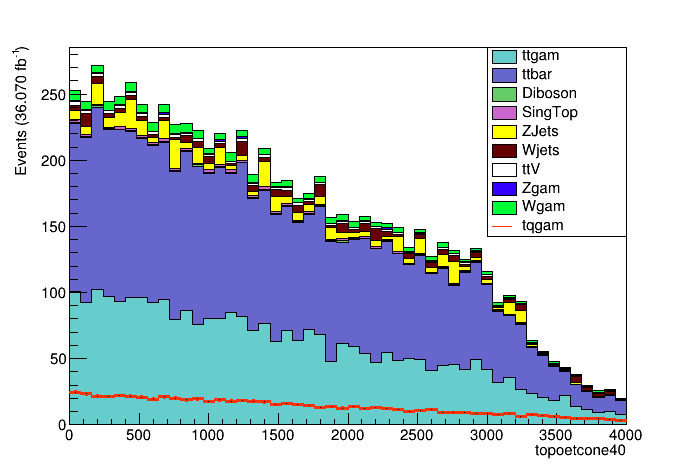 Events (36.070 fb⁻¹)
250
200
150
100
50
0
0 500 1000 1500 2000 2500 3000 3500 4000
topoetcone40
ttgam
ttbar
Diboson
SingTop
ZJets
Wjets
ttV
Zgam
Wgam
tqgam